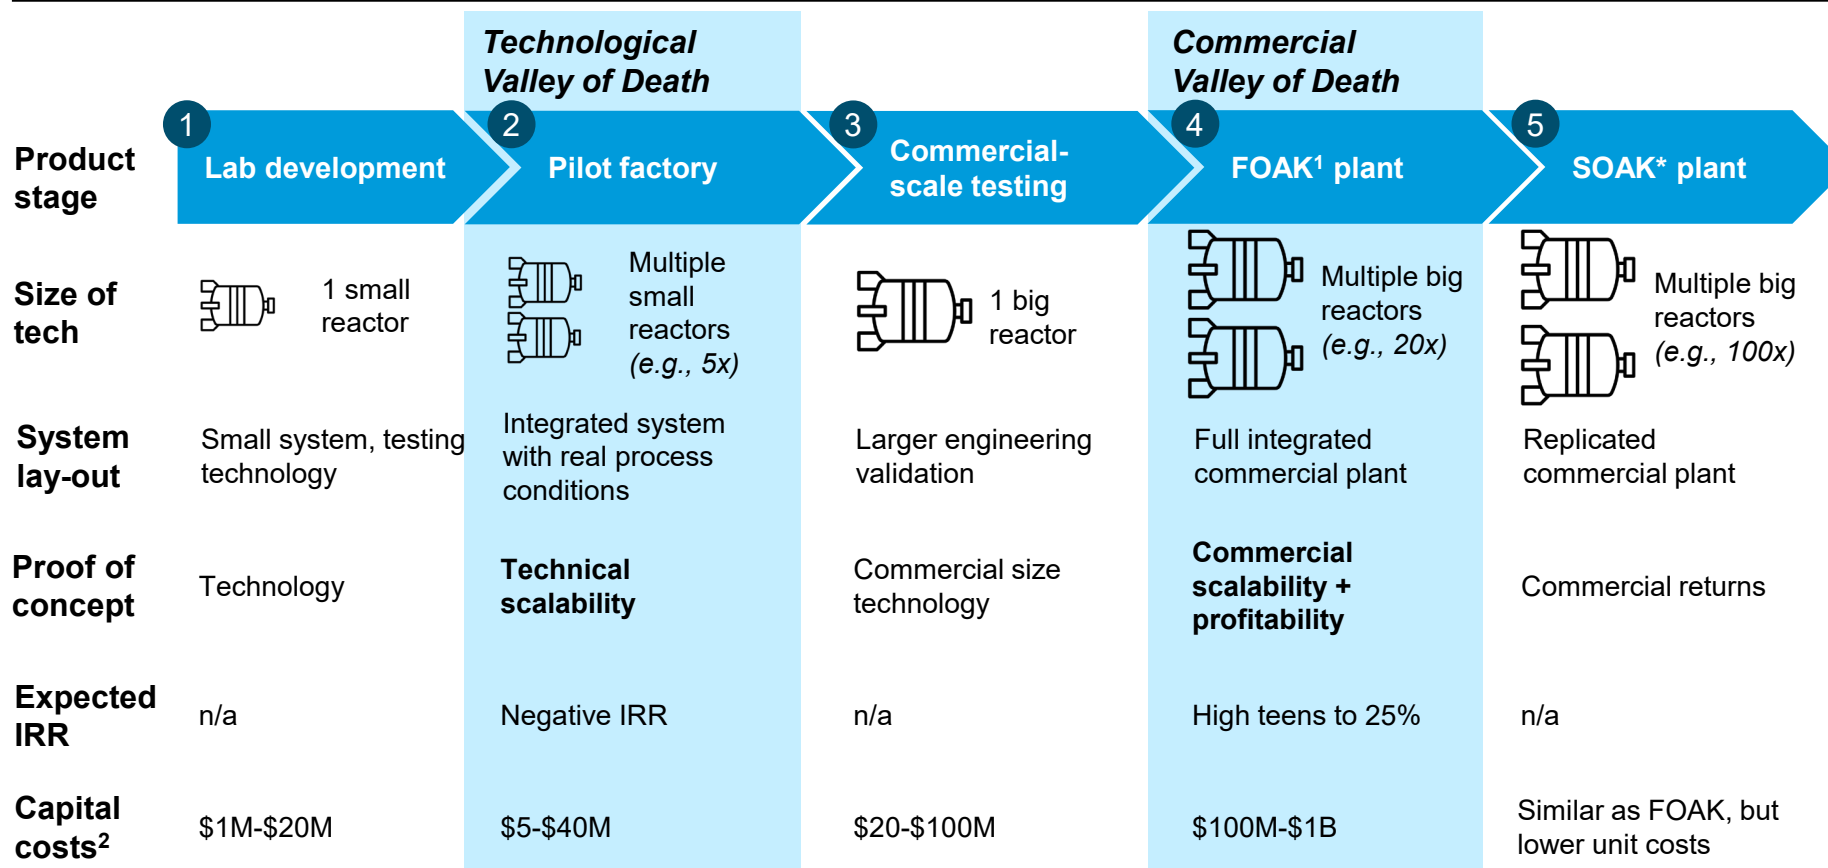 Technological
Valley of Death
Commercial
Valley of Death
Product
stage
1
Lab development
2
Pilot factory
3
Commercial-
scale testing
4
FOAK¹ plant
5
SOAK* plant
Size of
tech
1 small
reactor
Multiple
small
reactors
(e.g., 5x)
1 big
reactor
Multiple big
reactors
(e.g., 20x)
Multiple big
reactors
(e.g., 100x)
System
lay-out
Small system, testing
technology
Integrated system
with real process
conditions
Larger engineering
validation
Full integrated
commercial plant
Replicated
commercial plant
Proof of
concept
Technology
Technical
scalability
Commercial size
technology
Commercial
scalability +
profitability
Commercial returns
Expected
IRR
n/a
Negative IRR
n/a
High teens to 25%
n/a
Capital
costs²
$1M-$20M
$5-$40M
$20-$100M
$100M-$1B
Similar as FOAK, but
lower unit costs